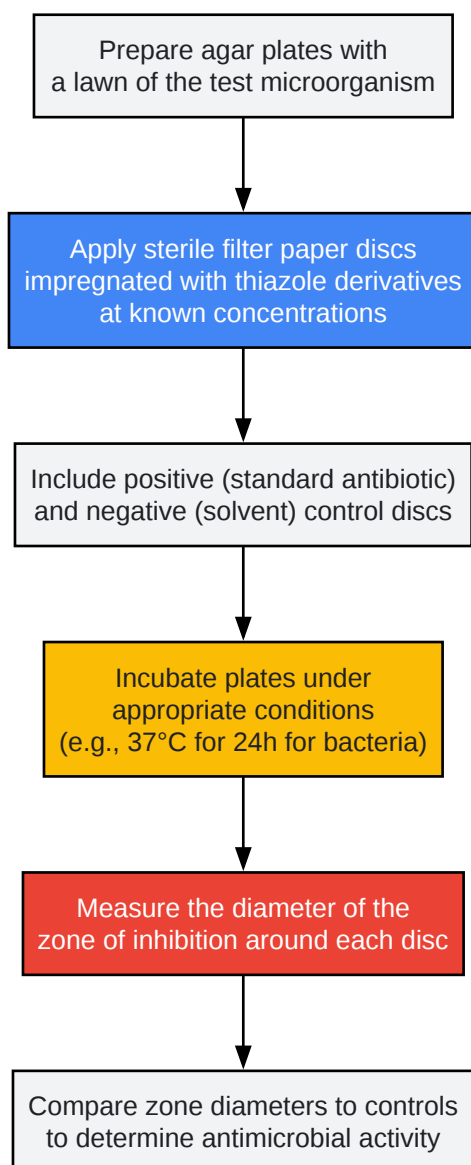 Prepare agar plates with
a lawn of the test microorganism
Apply sterile filter paper discs
impregnated with thiazole derivatives
at known concentrations
Include positive (standard antibiotic)
and negative (solvent) control discs
Incubate plates under
appropriate conditions
(e.g., 37°C for 24h for bacteria)
Measure the diameter of the
zone of inhibition around each disc
Compare zone diameters to controls
to determine antimicrobial activity